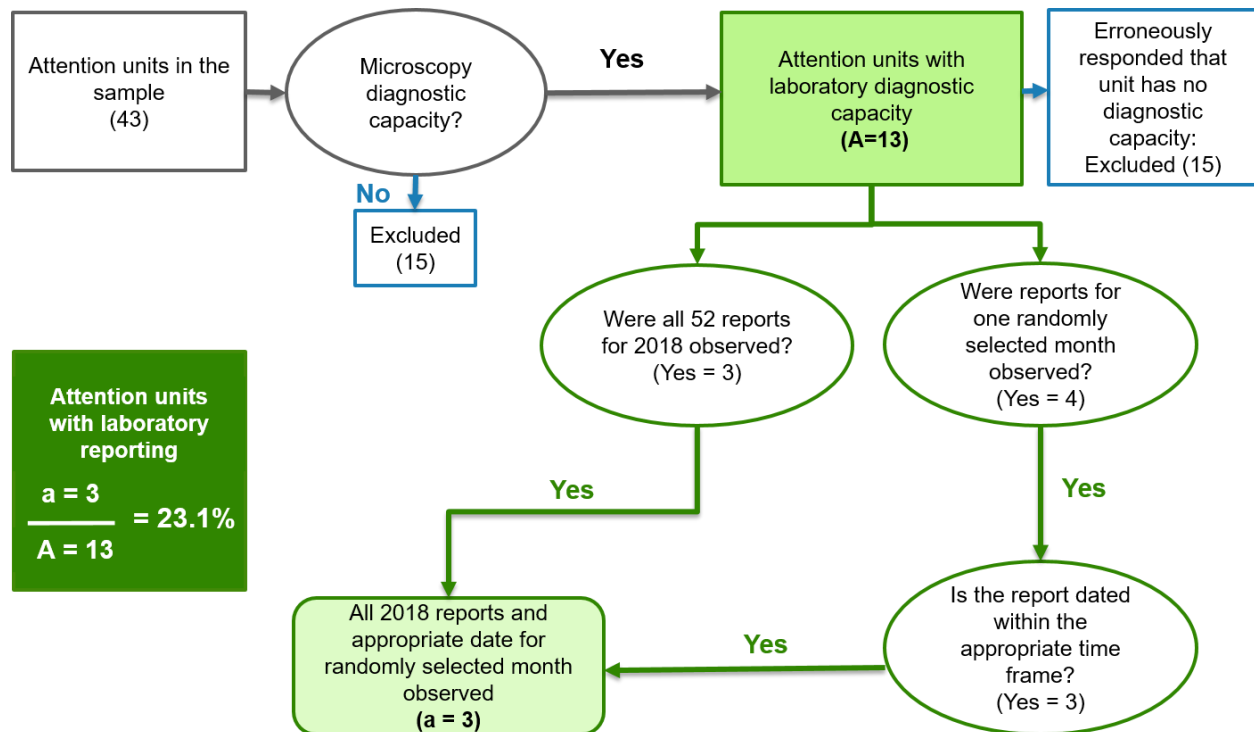 Attention units in the
sample
(43)
Microscopy
diagnostic
capacity?
Yes
Attention units with
laboratory diagnostic
capacity
(A=13)
Erroneously
responded that
unit has no
diagnostic
capacity:
Excluded (15)
No
Excluded
(15)
Were all 52 reports
for 2018 observed?
(Yes = 3)
Were reports for
one randomly
selected month
observed?
(Yes = 4)
Attention units
with laboratory
reporting
a = 3
= 23.1%
A = 13
Yes
Yes
All 2018 reports and
appropriate date for
randomly selected month
observed
(a = 3)
Yes
Is the report dated
within the
appropriate time
frame?
(Yes = 3)